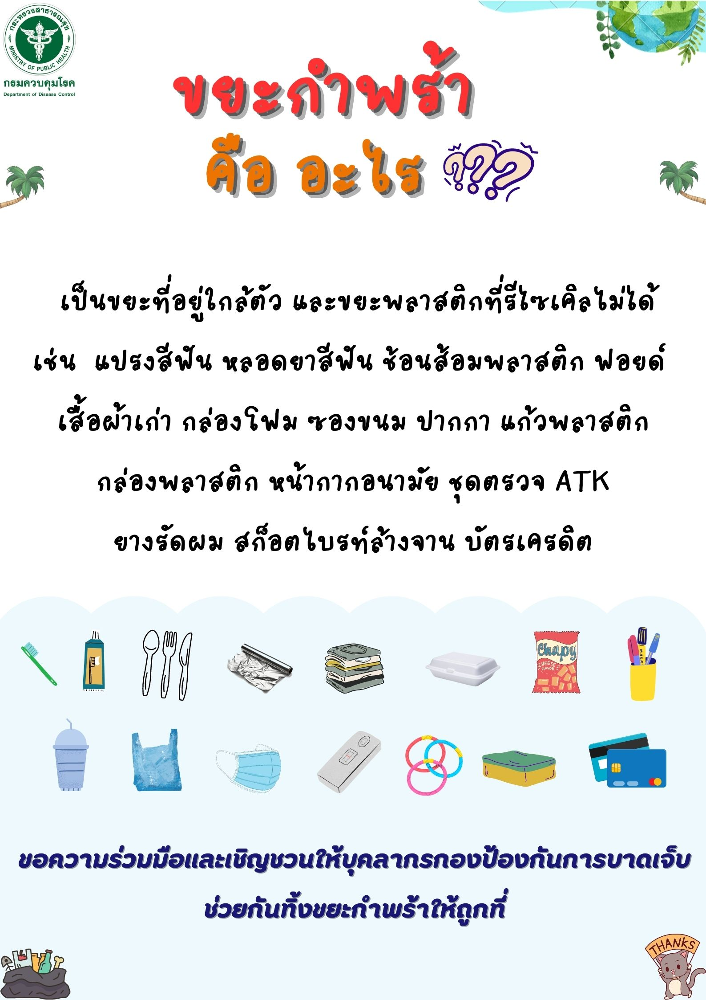 กระทรวงสาธารณสุข
MINISTRY OF PUBLIC HEALTH
กรมควบคุมโรค
Department of Disease Control
ขยะกำพร้า
คือ อะไร ???
เป็นขยะที่อยู่ใกล้ตัว และขยะพลาสติกที่รีไซเคิลไม่ได้
เช่น แปรงสีฟัน หลอดยาสีฟัน ช้อนส้อมพลาสติก ฟอยด์
เสื้อผ้าเก่า กล่องโฟม ซองขนม ปากกา แก้วพลาสติก
กล่องพลาสติก หน้ากากอนามัย ชุดตรวจ ATK
ยางรัดผม สก็อตไบรท์ล้างจาน บัตรเครดิต
Chapy
CHEESE
FLAVOR
MARK
ขอความร่วมมือและเชิญชวนให้บุคลากรกองป้องกันการบาดเจ็บ
ช่วยกันทิ้งขยะกำพร้าให้ถูกที่
THANKS